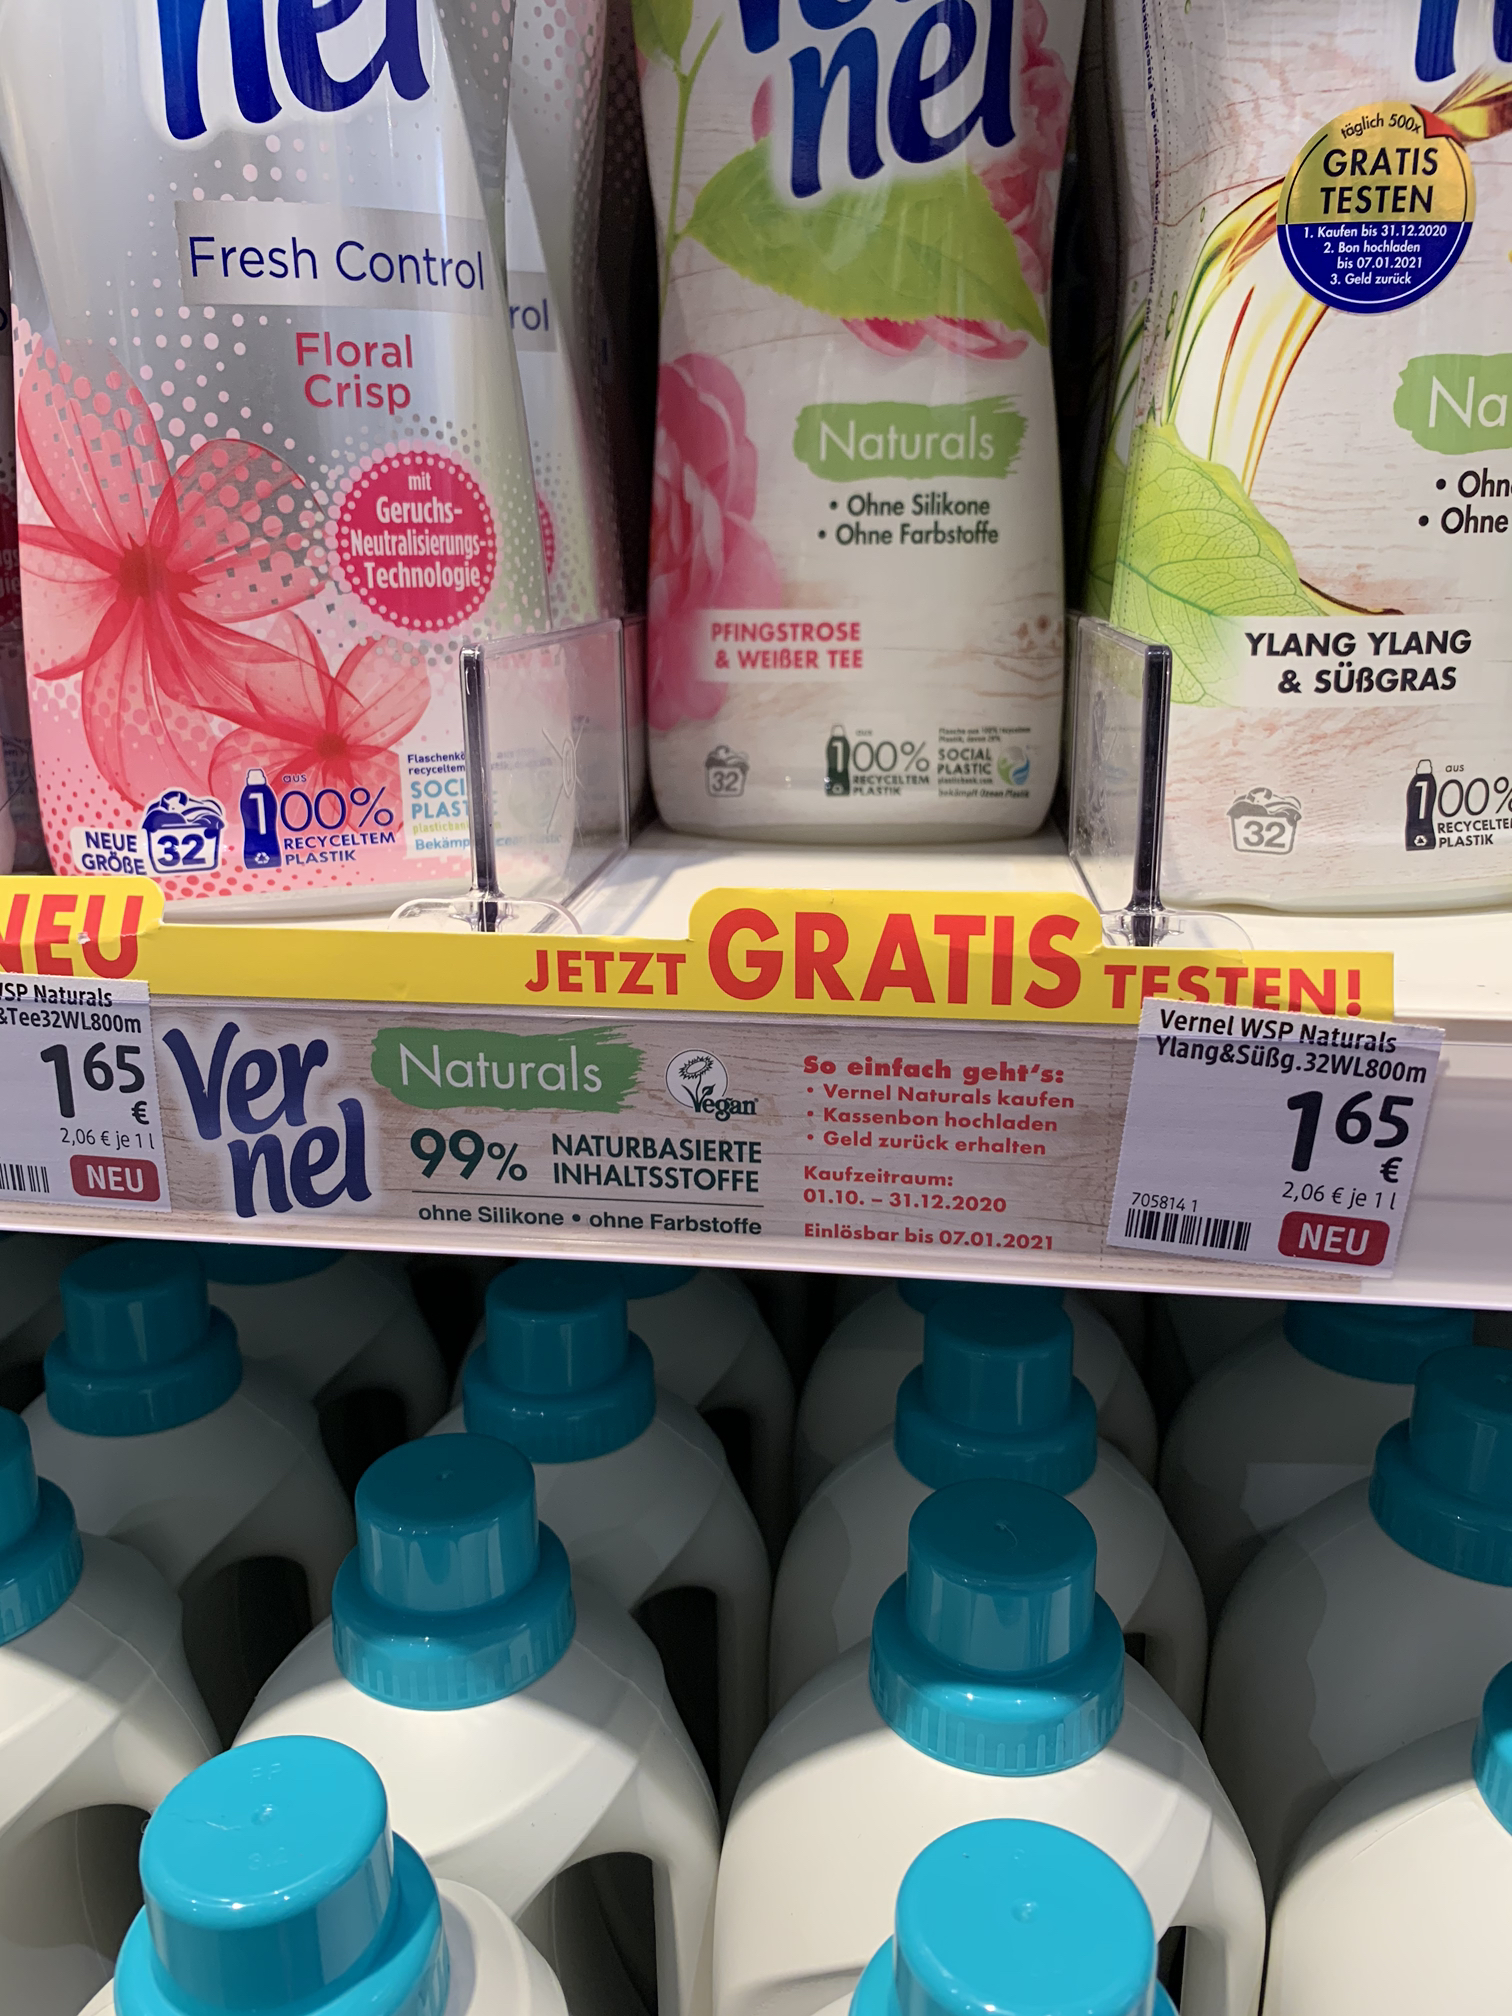 nel
Fresh Control
Floral
Crisp
mit
Geruchs-
Neutralisierungs-
Technologie
NEUE
GRÖßE
32
aus
100%
RECYCELTEM
PLASTIK
nel
Naturals
• Ohne Silikone
• Ohne Farbstoffe
PFINGSTROSE
& WEIßER TEE
32
100%
RECYCELTEM
PLASTIK
SOCIAL
PLASTIC
täglich 500x
GRATIS
TESTEN
1. Kaufen bis 31.12.2020
2. Bon hochladen
bis 07.01.2021
3. Geld zurück
Na
• Ohn
• Ohne
YLANG YLANG
& SÜßGRAS
32
aus
100%
RECYCELTE
PLASTIK
NEU
JETZT GRATIS TESTEN!
SP Naturals
&Tee32WL800m
1 65
€
2,06 € je 1 l
NEU
Vernel
Naturals
Vegan
99% NATURBASIERTE
INHALTSSTOFFE
ohne Silikone • ohne Farbstoffe
So einfach geht's:
• Vernel Naturals kaufen
• Kassenbon hochladen
• Geld zurück erhalten
Kaufzeitraum:
01.10. – 31.12.2020
Einlösbar bis 07.01.2021
Vernel WSP Naturals
Ylang&Süßg.32WL800m
1 65
€
2,06 € je 1 l
705814 1
NEU